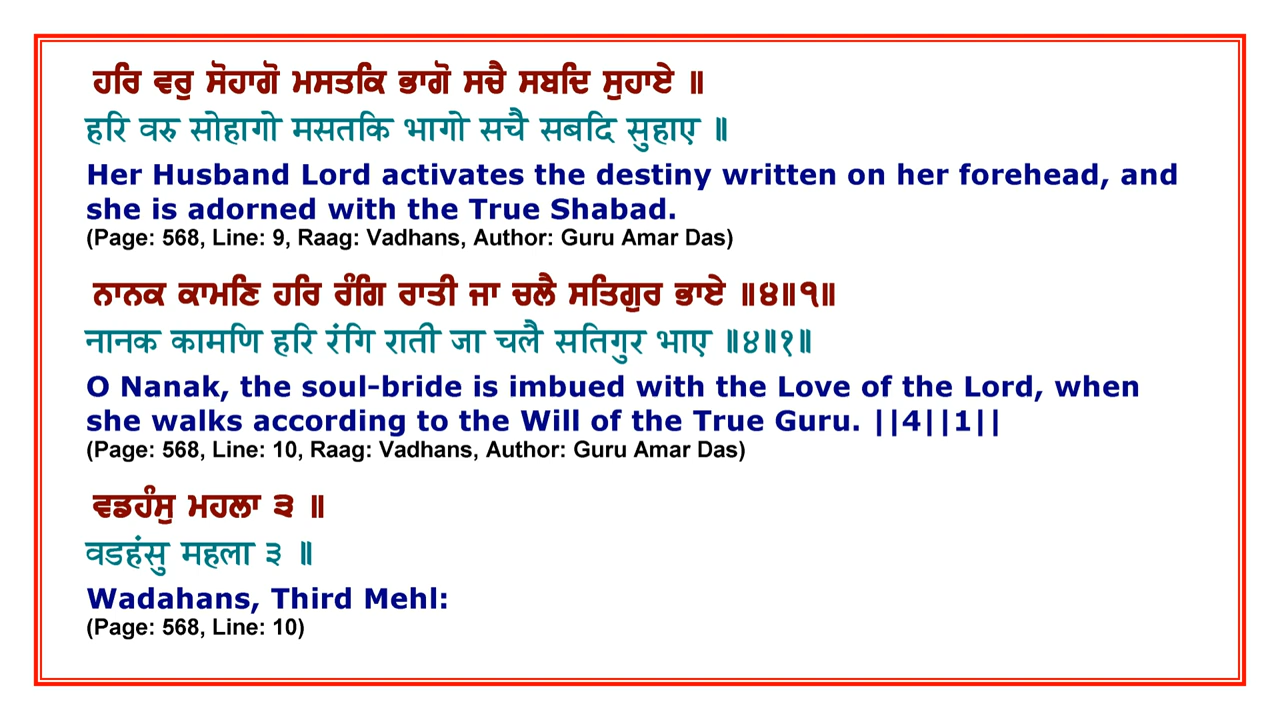 ਹਰਿ ਵਰੁ ਸੋਹਾਗੋ ਮਸਤਕਿ ਭਾਗੋ ਸਚੈ ਸਬਦਿ ਸੁਹਾਏ ॥
हरि वरु सोहागो मसतकि भागो सचै सबदि सुहाए ॥
Her Husband Lord activates the destiny written on her forehead, and
she is adorned with the True Shabad.
(Page: 568, Line: 9, Raag: Vadhans, Author: Guru Amar Das)
ਨਾਨਕ ਕਾਮਣਿ ਹਰਿ ਰੰਗਿ ਰਾਤੀ ਜਾ ਚਲੈ ਸਤਿਗੁਰ ਭਾਏ ॥੪॥੧॥
नानक कामणि हरि रंगि राती जा चलै सतिगुर भाए ॥४॥१॥
O Nanak, the soul-bride is imbued with the Love of the Lord, when
she walks according to the Will of the True Guru. ||4||1||
(Page: 568, Line: 10, Raag: Vadhans, Author: Guru Amar Das)
ਵਡਹੰਸੁ ਮਹਲਾ ੩ ॥
वडहंसु महला ३ ॥
Wadahans, Third Mehl:
(Page: 568, Line: 10)